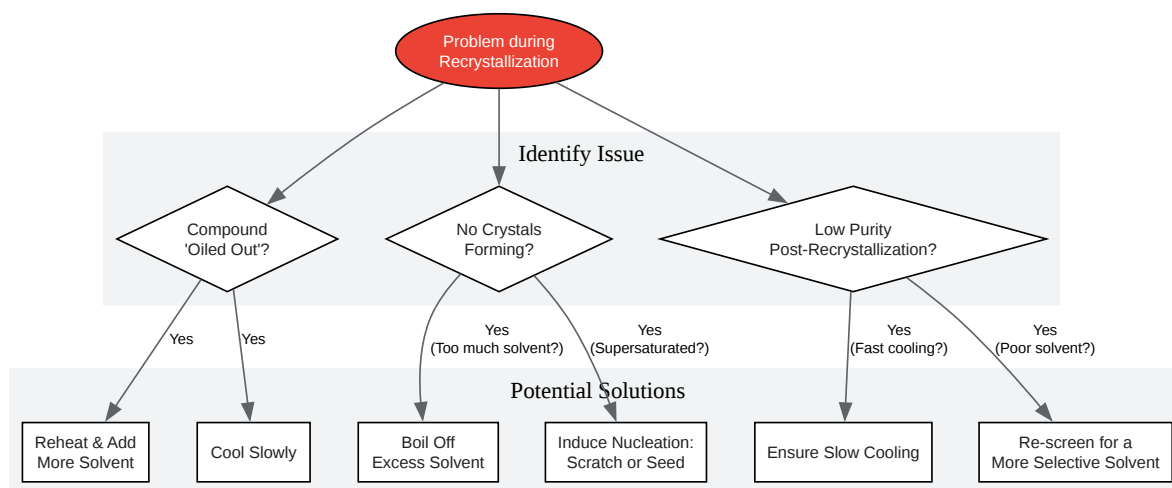 Problem during
Recrystallization
Identify Issue
Compound
'Oiled Out'?
No Crystals
Forming?
Low Purity
Post-Recrystallization?
Yes
Yes
Yes
(Too much solvent?)
Yes
(Supersaturated?)
Yes
(Fast cooling?)
Yes
(Poor solvent?)
Potential Solutions
Reheat & Add
More Solvent
Cool Slowly
Boil Off
Excess Solvent
Induce Nucleation:
Scratch or Seed
Ensure Slow Cooling
Re-screen for a
More Selective Solvent